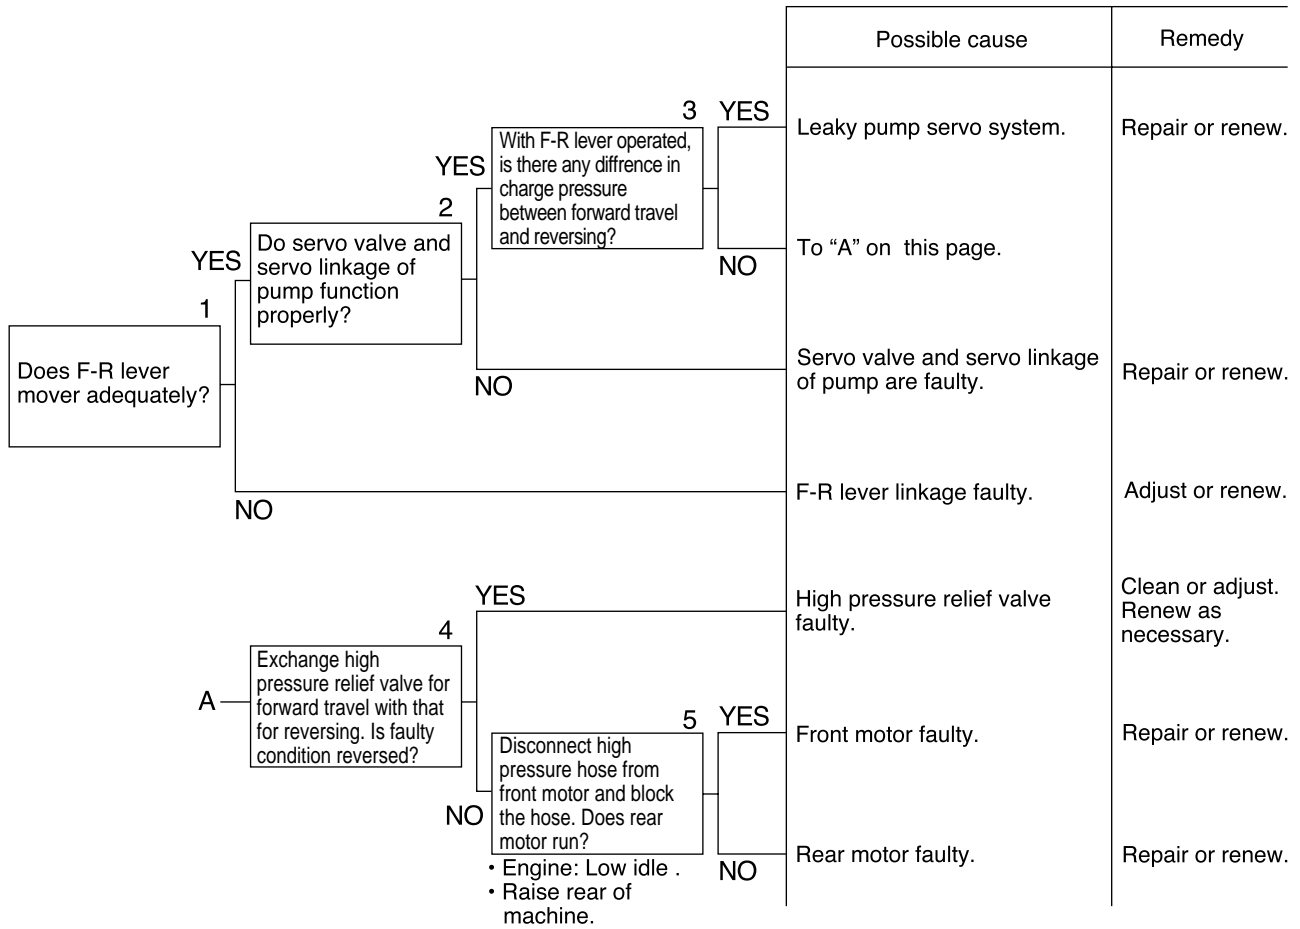 Possible cause
Remedy
3
YES
With F-R lever operated,
is there any diffrence in
charge pressure
between forward travel
and reversing?
Leaky pump servo system.
Repair or renew.
YES
2
Do servo valve and
servo linkage of
pump function
properly?
NO
To “A” on  this page.
YES
1
Does F-R lever
mover adequately?
NO
Servo valve and servo linkage
of pump are faulty.
Repair or renew.
NO
F-R lever linkage faulty.
Adjust or renew.
YES
High pressure relief valve
faulty.
Clean or adjust.
Renew as
necessary.
4
A
Exchange high
pressure relief valve for
forward travel with that
for reversing. Is faulty
condition reversed?
5
YES
Disconnect high
pressure hose from
front motor and block
the hose. Does rear
motor run?
Front motor faulty.
Repair or renew.
NO
• Engine: Low idle .
• Raise rear of
machine.
NO
Rear motor faulty.
Repair or renew.